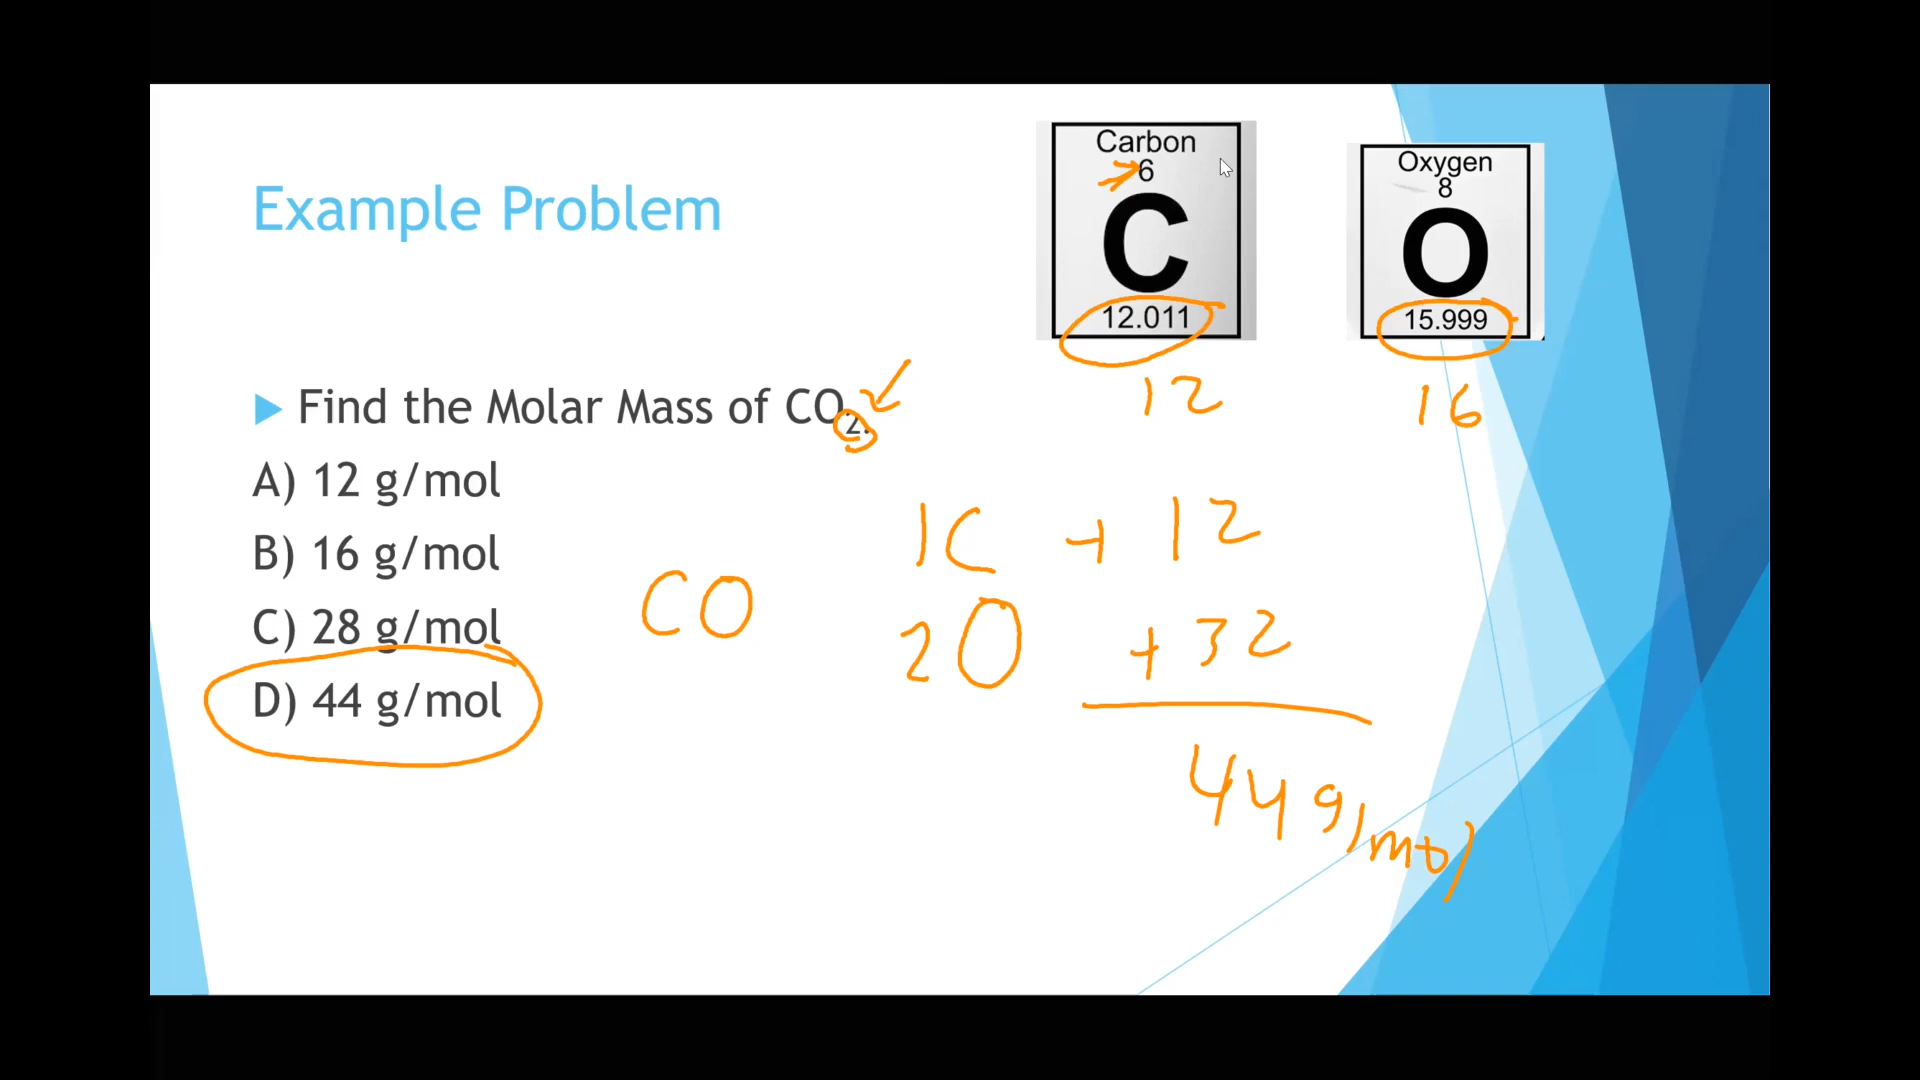 Example Problem
Carbon
6
C
12.011
12
Oxygen
8
O
15.999
16
▶ Find the Molar Mass of CO₂.
A) 12 g/mol
B) 16 g/mol
C) 28 g/mol
D) 44 g/mol
CO
1C + 12
2O + 32
44 g/mol